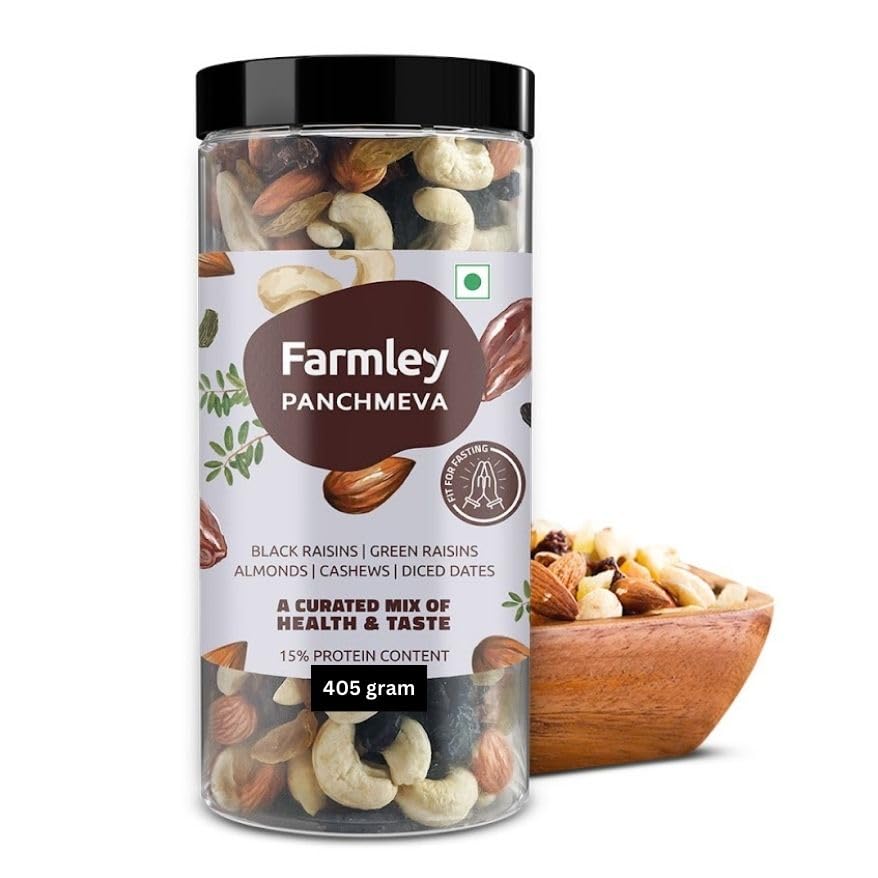 Farmley
PANCHMEVA
FIT FOR FASTING
BLACK RAISINS | GREEN RAISINS
ALMONDS | CASHEWS | DICED DATES
A CURATED MIX OF
HEALTH & TASTE
15% PROTEIN CONTENT
405 gram